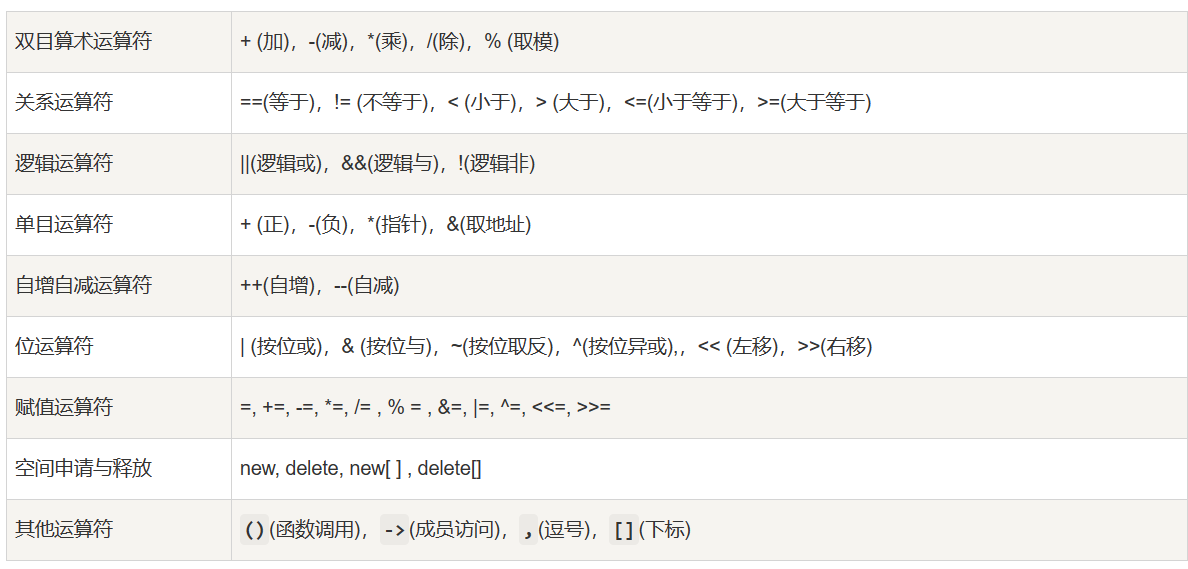 双目算术运算符 + (加)，-(减)，*(乘)，/(除)，% (取模)
关系运算符 ==(等于)，!= (不等于)，< (小于)，> (大于)，<=(小于等于)，>=(大于等于)
逻辑运算符 ||(逻辑或)，&&(逻辑与)，!(逻辑非)
单目运算符 + (正)，-(负)，*(指针)，&(取地址)
自增自减运算符 ++(自增)，--(自减)
位运算符 | (按位或)，& (按位与)，~(按位取反)，^(按位异或),，<< (左移)，>>(右移)
赋值运算符 =, +=, -=, *=, /= , % = , &=, |=, ^=, <<=, >>=
空间申请与释放 new, delete, new[ ] , delete[]
其他运算符 ()(函数调用)，->(成员访问)，,(逗号)，[](下标)